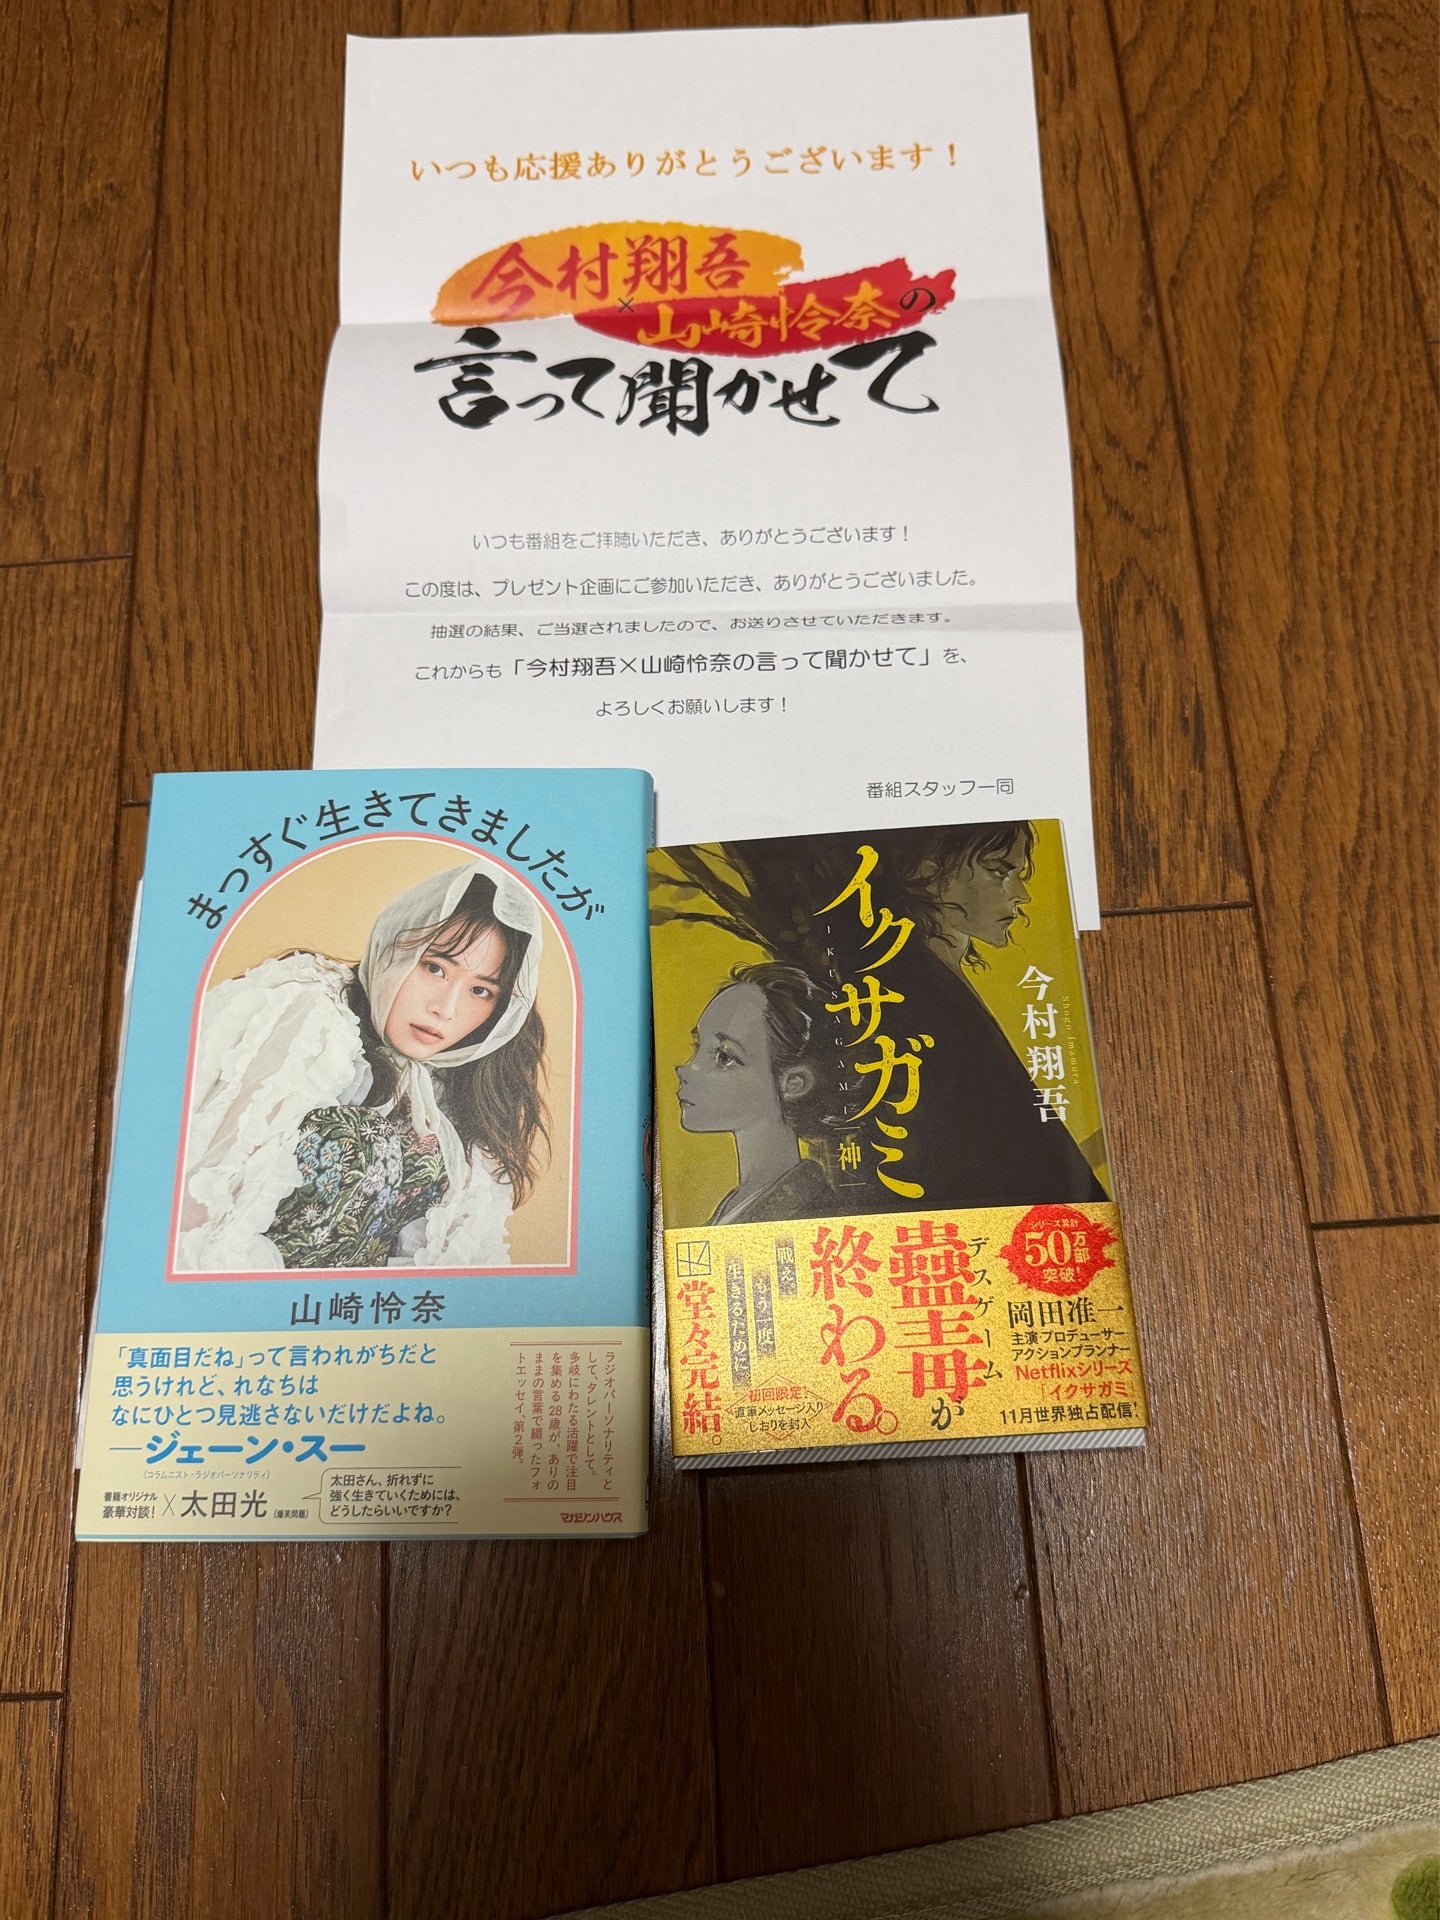 いつも応援ありがとうございます！
今村翔吾
×
山崎怜奈の
言って聞かせて
いつも番組をご拝聴いただき、ありがとうございます！
この度は、プレゼント企画にご参加いただき、ありがとうございました。
抽選の結果、ご当選されましたので、お送りさせていただきます。
これからも「今村翔吾×山崎怜奈の言って聞かせて」を、
よろしくお願いします！
番組スタッフ一同
まっすぐ生きてきましたが
山崎怜奈
「真面目だね」って言われがちだと
思うけれど、れなちは
なにひとつ見逃さないだけだよね。
―ジェーン・スー
(コラムニスト・ラジオパーソナリティ)
書籍オリジナル
豪華対談！
×太田光(爆笑問題)
太田さん、折れずに
強く生きていくためには、
どうしたらいいですか？
ラジオパーソナリティと
して、タレントとして。
多岐にわたる活躍で注目
を集める28歳が、ありの
ままの言葉で綴ったフォ
トエッセイ、第2弾。
マガジンハウス
イクサガミ
IKUSAGAMI
神
今村翔吾
Shogo Imamura
シリーズ累計
50万部
突破！
岡田准一
主演 プロデューサー
アクションプランナー
Netflixシリーズ
「イクサガミ」
11月世界独占配信！
デスゲーム
蠱毒が
終わる。
戦え。
もう一度
生きるために
堂々完結。
初回限定！
直筆メッセージ入り
しおりを封入